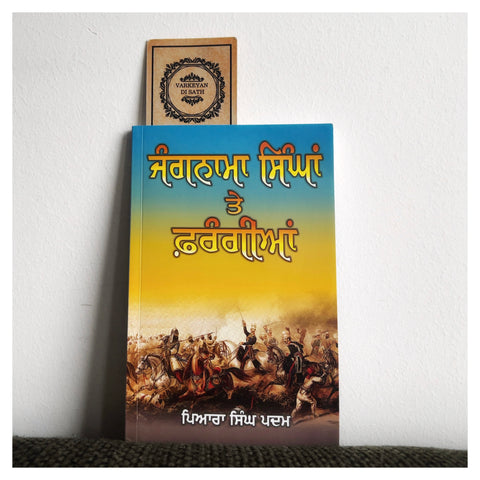 VARKEYAN
DI SATH
ਜੰਗਨਾਮਾ ਸਿੰਘਾਂ
ਤੇ
ਫ਼ਰੰਗੀਆਂ
ਪਿਆਰਾ ਸਿੰਘ ਪਦਮ